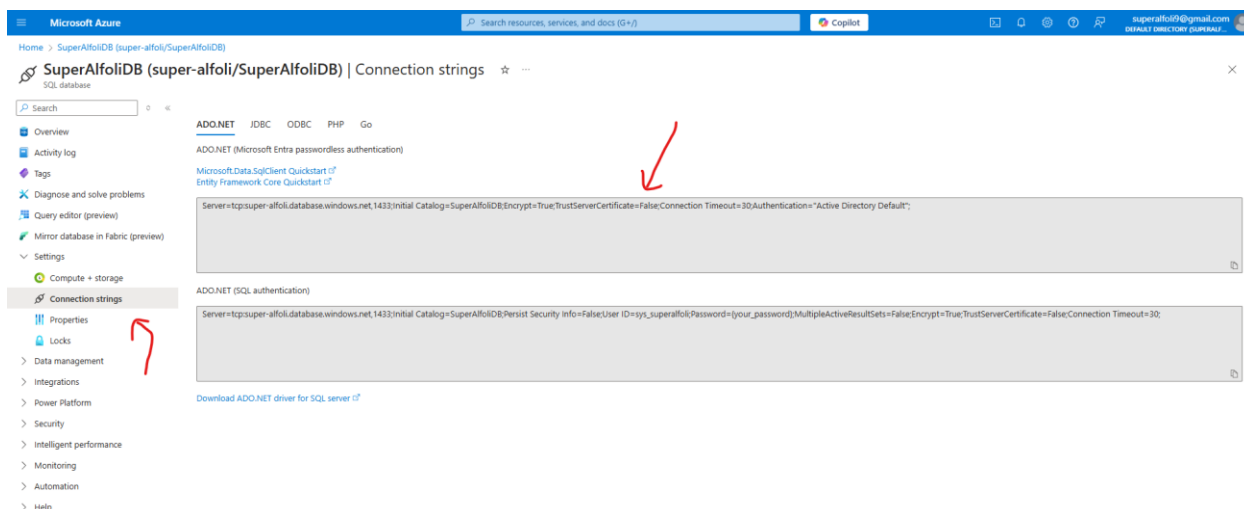 Microsoft Azure
Search resources, services, and docs (G+/)
Copilot
superalfoli9@gmail.com
DEFAULT DIRECTORY (SUPERALF...
Home > SuperAlfoliDB (super-alfoli/SuperAlfoliDB)
SuperAlfoliDB (super-alfoli/SuperAlfoliDB) | Connection strings
SQL database
Search
Overview
Activity log
Tags
Diagnose and solve problems
Query editor (preview)
Mirror database in Fabric (preview)
Settings
Compute + storage
Connection strings
Properties
Locks
Data management
Integrations
Power Platform
Security
Intelligent performance
Monitoring
Automation
Help
ADO.NET JDBC ODBC PHP Go
ADO.NET (Microsoft Entra passwordless authentication)
Microsoft.Data.SqlClient Quickstart
Entity Framework Core Quickstart
Server=tcp:super-alfoli.database.windows.net,1433;Initial Catalog=SuperAlfoliDB;Encrypt=True;TrustServerCertificate=False;Connection Timeout=30;Authentication="Active Directory Default";
ADO.NET (SQL authentication)
Server=tcp:super-alfoli.database.windows.net,1433;Initial Catalog=SuperAlfoliDB;Persist Security Info=False;User ID=sys_superalfoli;Password={your_password};MultipleActiveResultSets=False;Encrypt=True;TrustServerCertificate=False;Connection Timeout=30;
Download ADO.NET driver for SQL server